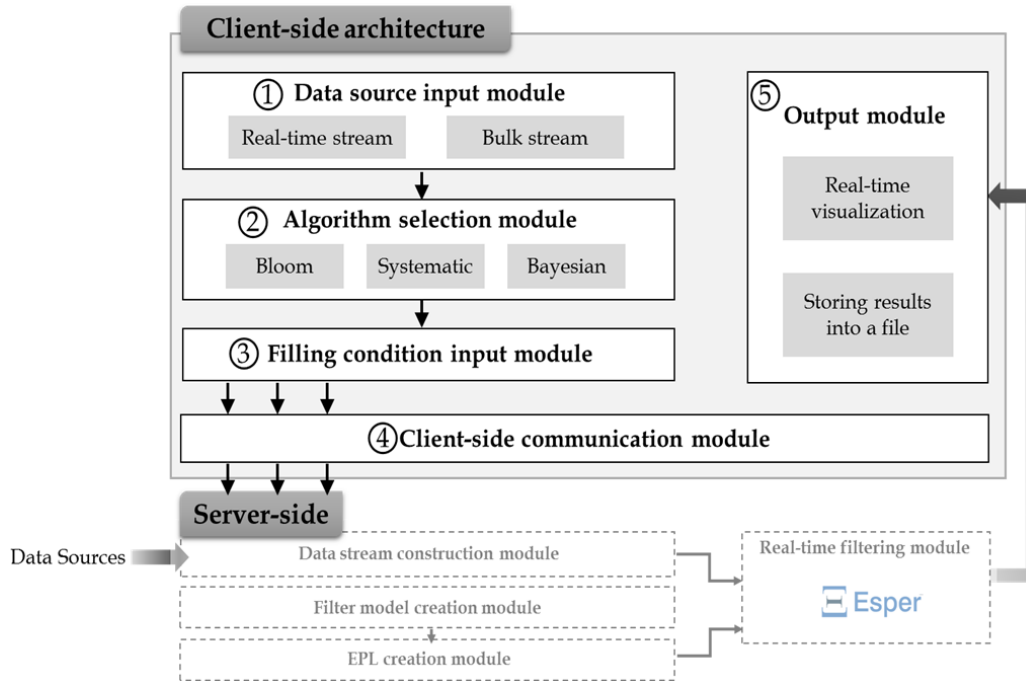 Client-side architecture
① Data source input module
Real-time stream
Bulk stream
② Algorithm selection module
Bloom
Systematic
Bayesian
③ Filling condition input module
④ Client-side communication module
⑤
Output module
Real-time
visualization
Storing results
into a file
Server-side
Data Sources
Data stream construction module
Filter model creation module
EPL creation module
Real-time filtering module
Esper